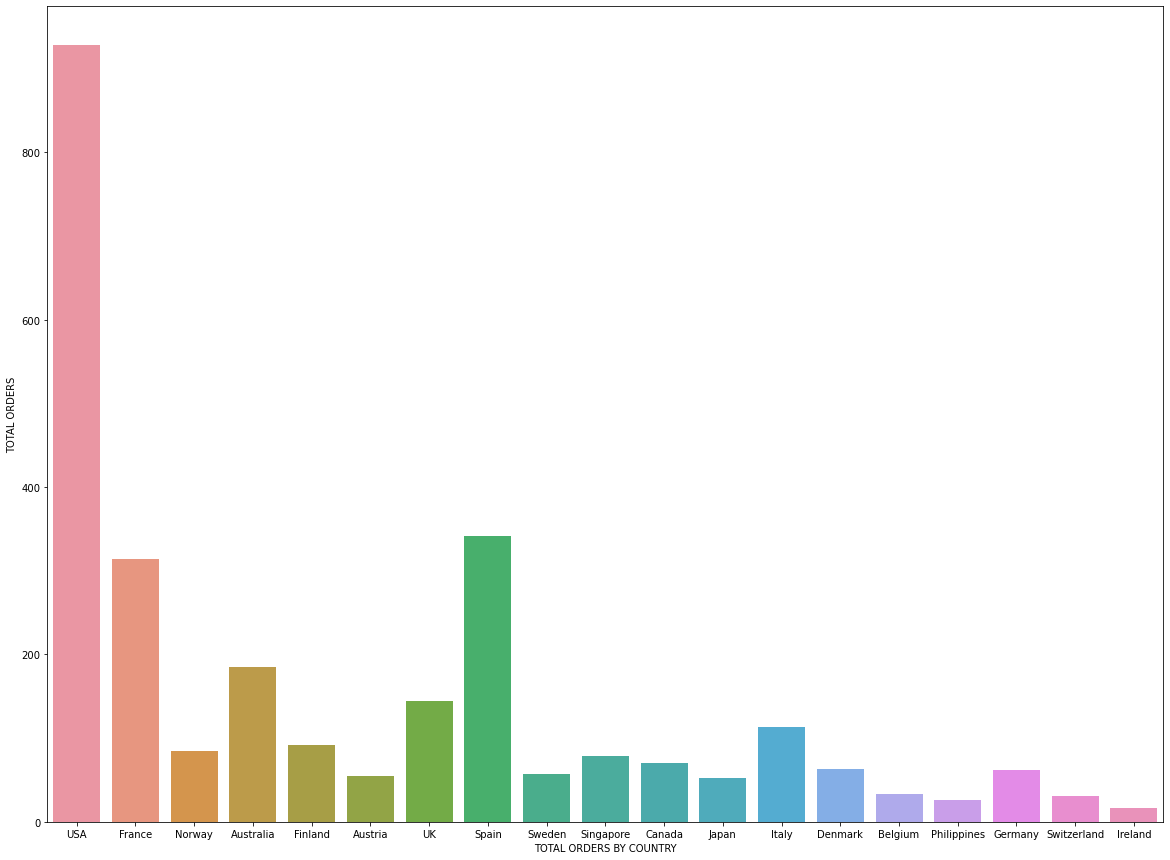 800
600
400
200
0
TOTAL ORDERS
USA France Norway Australia Finland Austria UK Spain Sweden Singapore Canada Japan Italy Denmark Belgium Philippines Germany Switzerland Ireland
TOTAL ORDERS BY COUNTRY